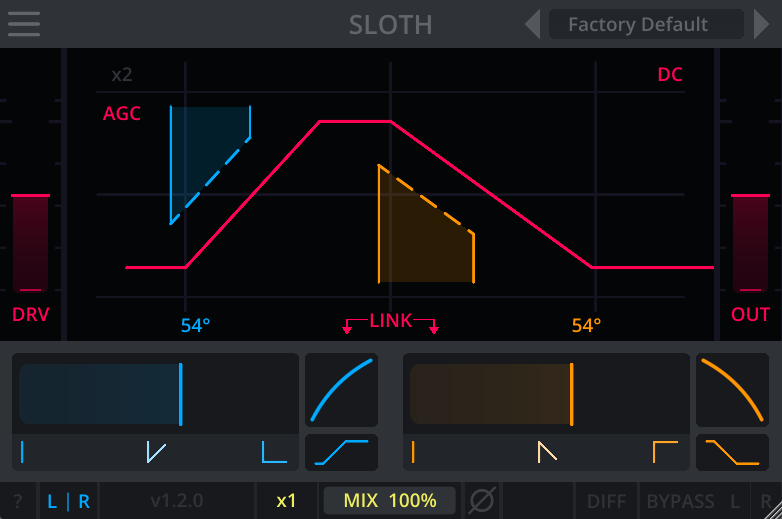 SLOTH
Factory Default
x2
DC
AGC
DRV
OUT
54°
LINK
54°
?
L | R
v1.2.0
x1
MIX 100%
DIFF
BYPASS
L
R